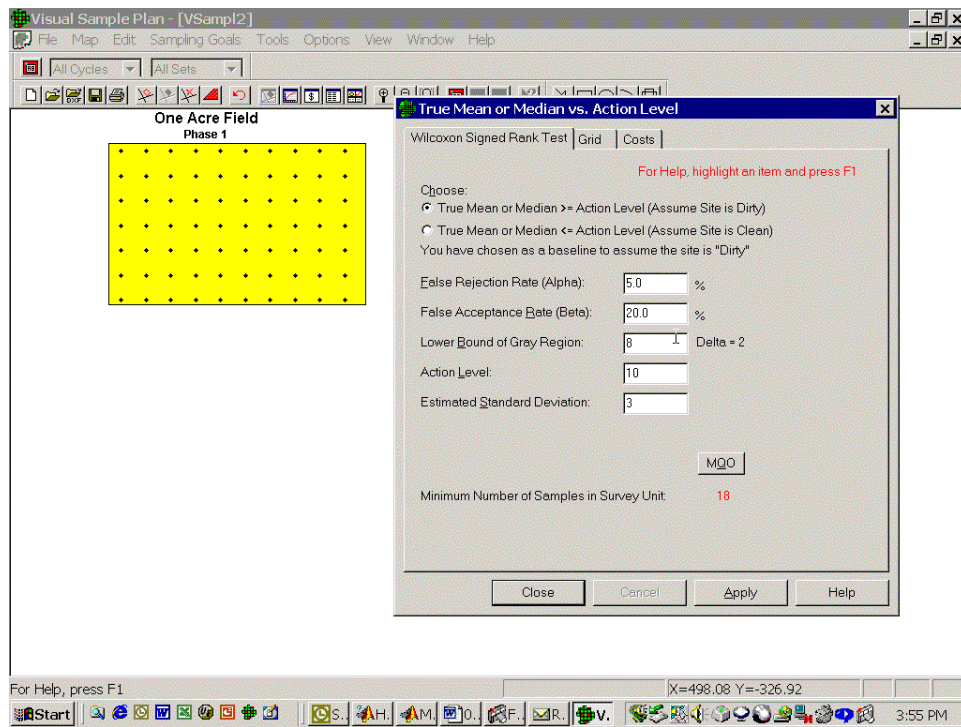 Visual Sample Plan - [VSampl2]
File Map Edit Sampling Goals Tools Options View Window Help
All Cycles All Sets
DXF
One Acre Field
Phase 1
True Mean or Median vs. Action Level
Wilcoxon Signed Rank Test Grid Costs
For Help, highlight an item and press F1
Choose:
True Mean or Median >= Action Level (Assume Site is Dirty)
True Mean or Median <= Action Level (Assume Site is Clean)
You have chosen as a baseline to assume the site is "Dirty"
False Rejection Rate (Alpha): 5.0 %
False Acceptance Rate (Beta): 20.0 %
Lower Bound of Gray Region: 8 Delta = 2
Action Level: 10
Estimated Standard Deviation: 3
MQO
Minimum Number of Samples in Survey Unit: 18
Close Cancel Apply Help
For Help, press F1 X=498.08 Y=-326.92
Start S.. H.. M.. 0.. F.. R.. V. 3:55 PM